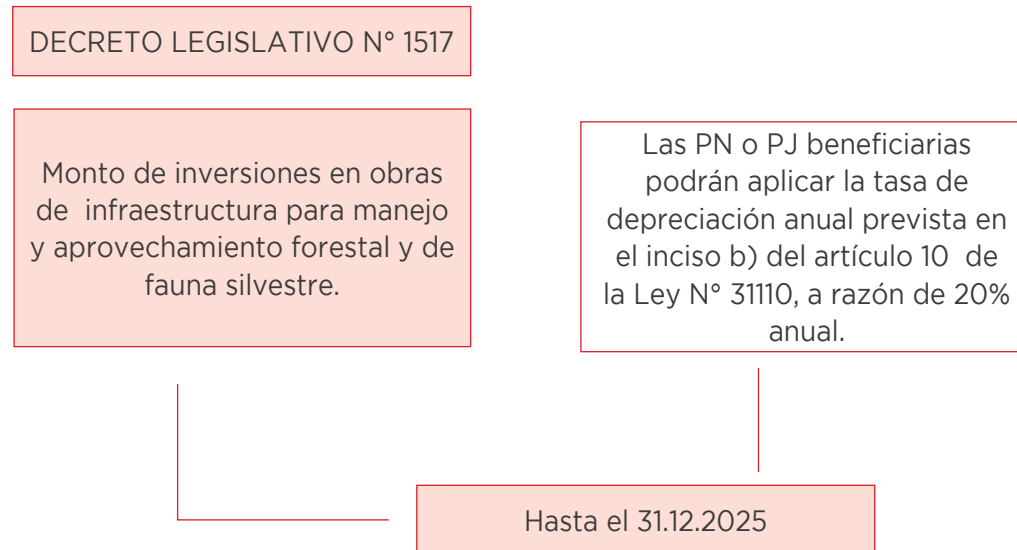 DECRETO LEGISLATIVO N° 1517
Monto de inversiones en obras
de infraestructura para manejo
y aprovechamiento forestal y de
fauna silvestre.
Las PN o PJ beneficiarias
podrán aplicar la tasa de
depreciación anual prevista en
el inciso b) del artículo 10 de
la Ley N° 31110, a razón de 20%
anual.
Hasta el 31.12.2025